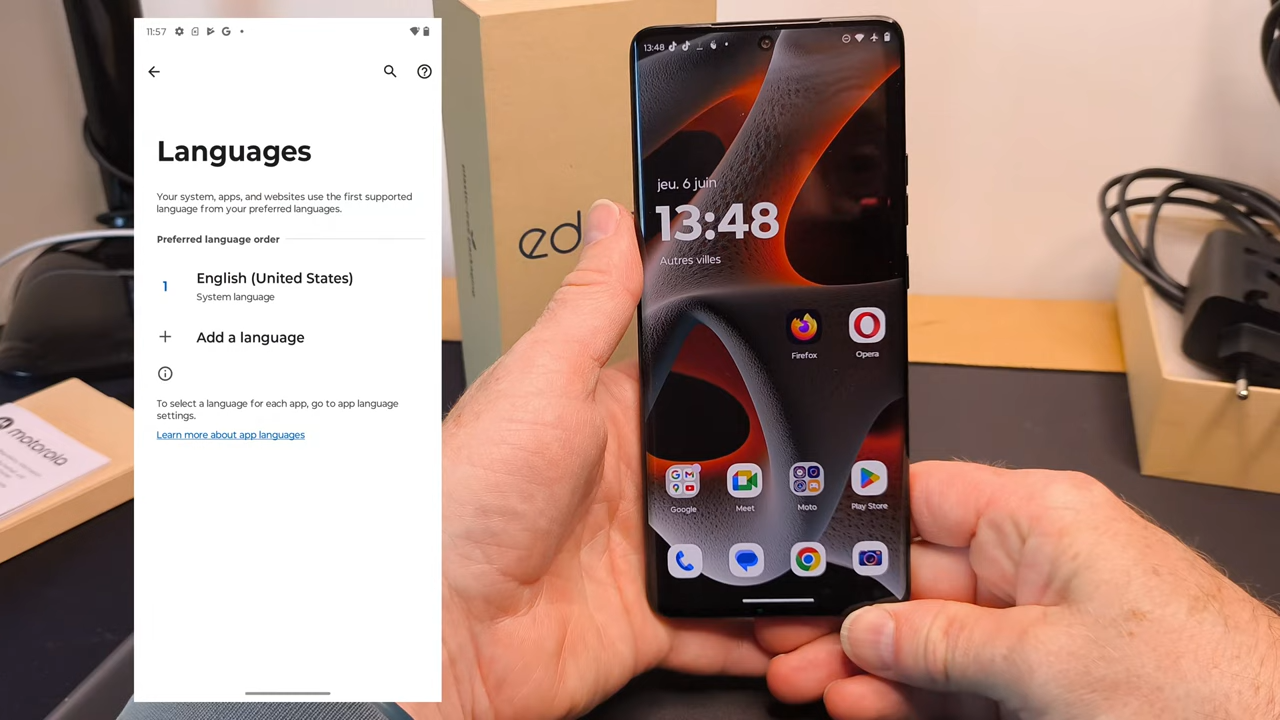 11:57
Languages
Your system, apps, and websites use the first supported
language from your preferred languages.
Preferred language order
1
English (United States)
System language
Add a language
To select a language for each app, go to app language
settings.
Learn more about app languages
motorola
ed
13:48
jeu. 6 juin
13:48
Autres villes
Firefox
Opera
Google
Meet
Moto
Play Store